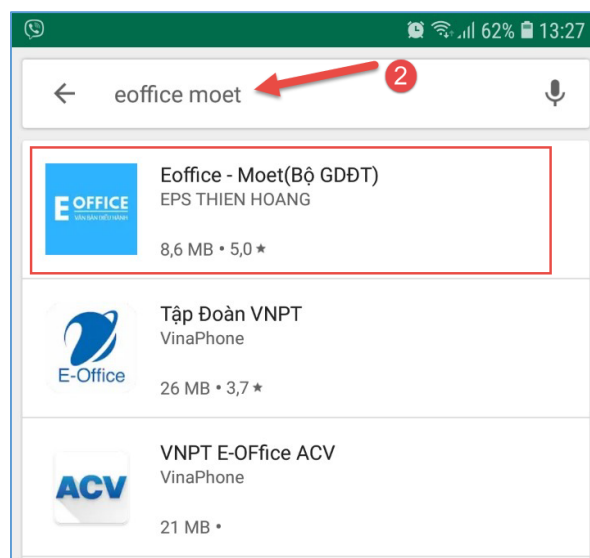 62% 13:27
2
eoffice moet
Eoffice - Moet(Bộ GDĐT)
EPS THIEN HOANG
8,6 MB • 5,0 ★
E OFFICE
VĂN BẢN ĐIỀU HÀNH
Tập Đoàn VNPT
VinaPhone
26 MB • 3,7 ★
E-Office
VNPT E-OFfice ACV
VinaPhone
21 MB •
ACV